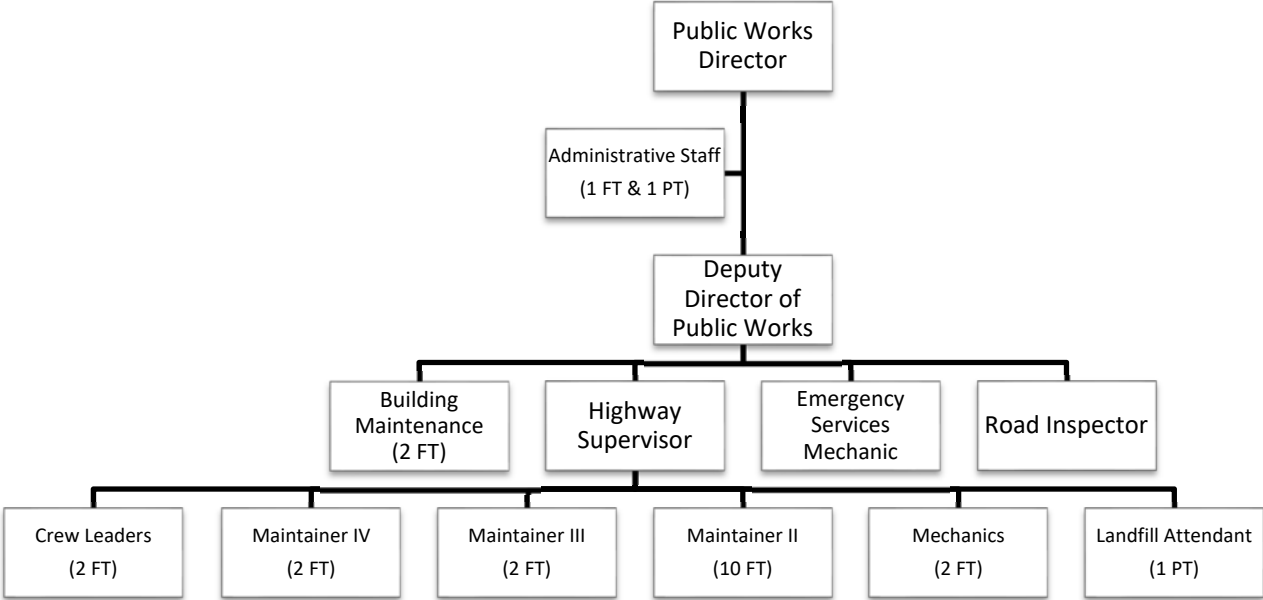 Public Works
Director
Administrative Staff
(1 FT & 1 PT)
Deputy
Director of
Public Works
Building
Maintenance
(2 FT)
Highway
Supervisor
Emergency
Services
Mechanic
Road Inspector
Crew Leaders
(2 FT)
Maintainer IV
(2 FT)
Maintainer III
(2 FT)
Maintainer II
(10 FT)
Mechanics
(2 FT)
Landfill Attendant
(1 PT)